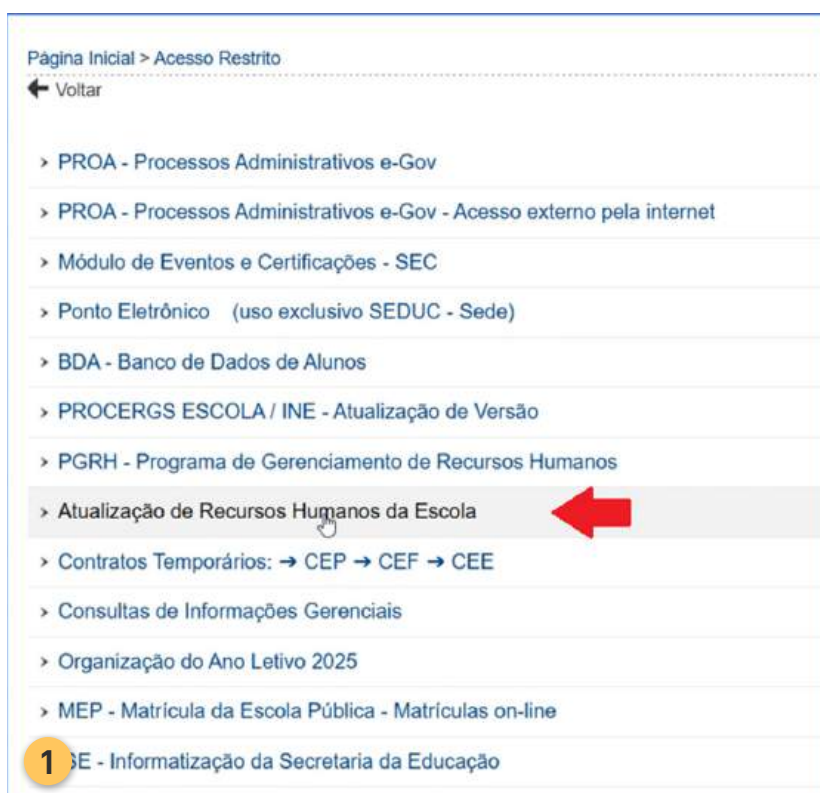 Página Inicial > Acesso Restrito
Voltar
PROA - Processos Administrativos e-Gov
PROA - Processos Administrativos e-Gov - Acesso externo pela internet
Módulo de Eventos e Certificações - SEC
Ponto Eletrônico (uso exclusivo SEDUC - Sede)
BDA - Banco de Dados de Alunos
PROCERGS ESCOLA / INE - Atualização de Versão
PGRH - Programa de Gerenciamento de Recursos Humanos
Atualização de Recursos Humanos da Escola
Contratos Temporários: ➔ CEP ➔ CEF ➔ CEE
Consultas de Informações Gerenciais
Organização do Ano Letivo 2025
MEP - Matrícula da Escola Pública - Matrículas on-line
1 SE - Informatização da Secretaria da Educação